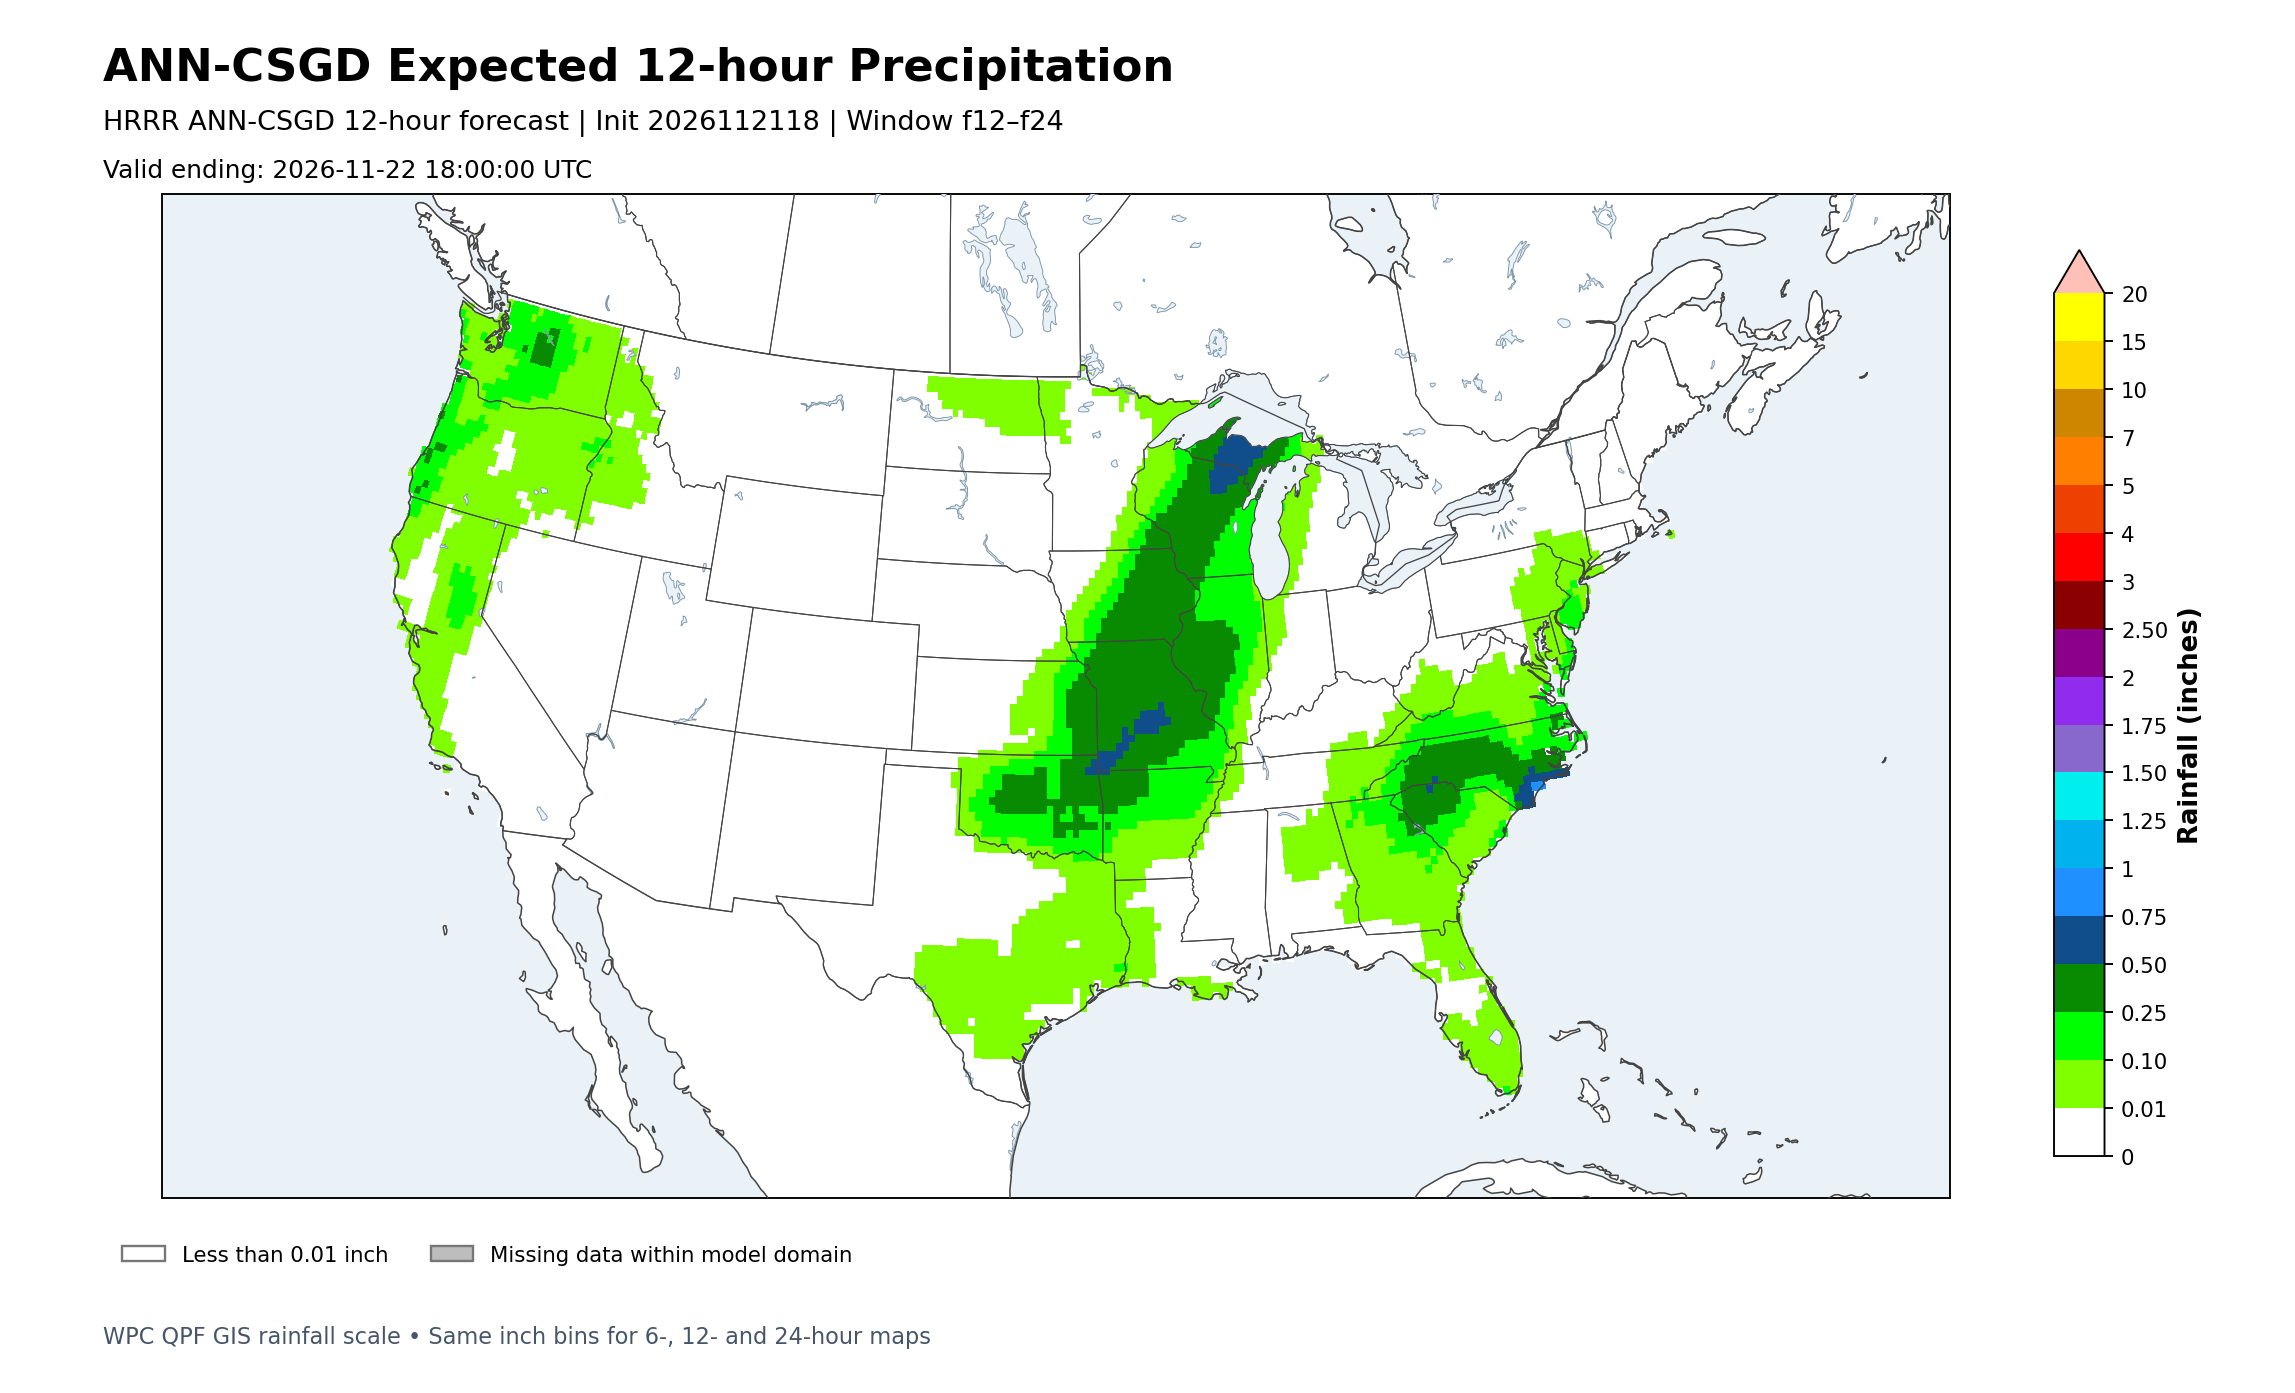 ANN-CSGD Expected 12-hour Precipitation
HRRR ANN-CSGD 12-hour forecast | Init 2026112118 | Window f12–f24
Valid ending: 2026-11-22 18:00:00 UTC
20
15
10
7
5
4
3
2.50
2
1.75
1.50
1.25
1
0.75
0.50
0.25
0.10
0.01
0
Rainfall (inches)
Less than 0.01 inch
Missing data within model domain
WPC QPF GIS rainfall scale • Same inch bins for 6-, 12- and 24-hour maps